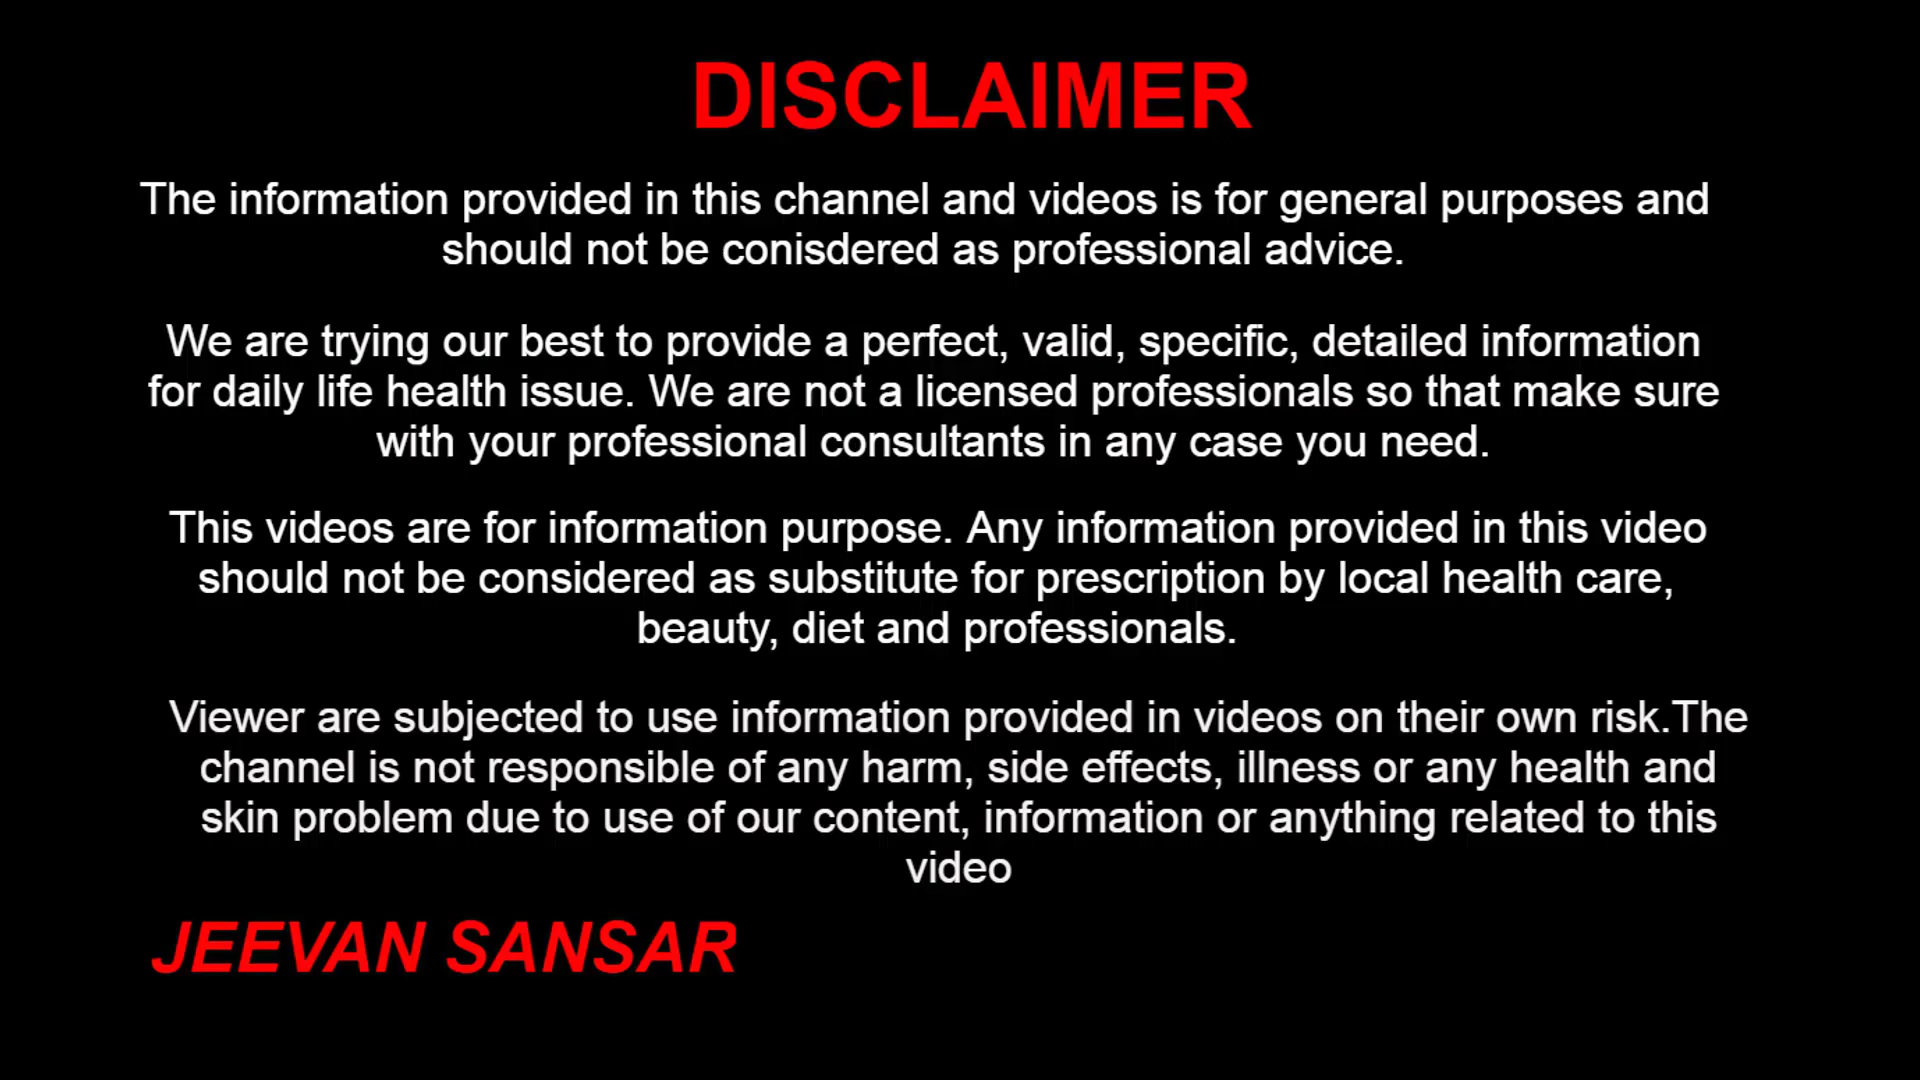 DISCLAIMER
The information provided in this channel and videos is for general purposes and
should not be conisdered as professional advice.
We are trying our best to provide a perfect, valid, specific, detailed information
for daily life health issue. We are not a licensed professionals so that make sure
with your professional consultants in any case you need.
This videos are for information purpose. Any information provided in this video
should not be considered as substitute for prescription by local health care,
beauty, diet and professionals.
Viewer are subjected to use information provided in videos on their own risk.The
channel is not responsible of any harm, side effects, illness or any health and
skin problem due to use of our content, information or anything related to this
video
JEEVAN SANSAR